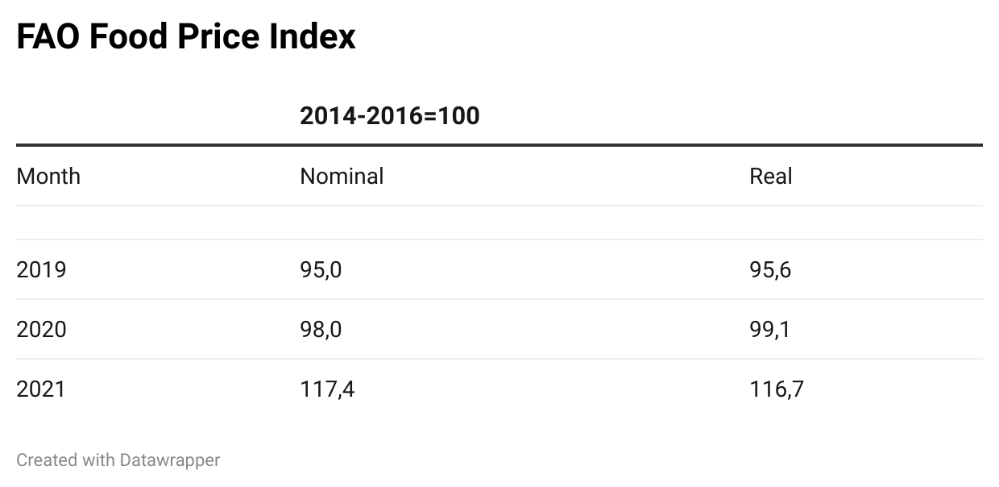 FAO Food Price Index
2014-2016=100
Month Nominal Real
2019 95,0 95,6
2020 98,0 99,1
2021 117,4 116,7
Created with Datawrapper